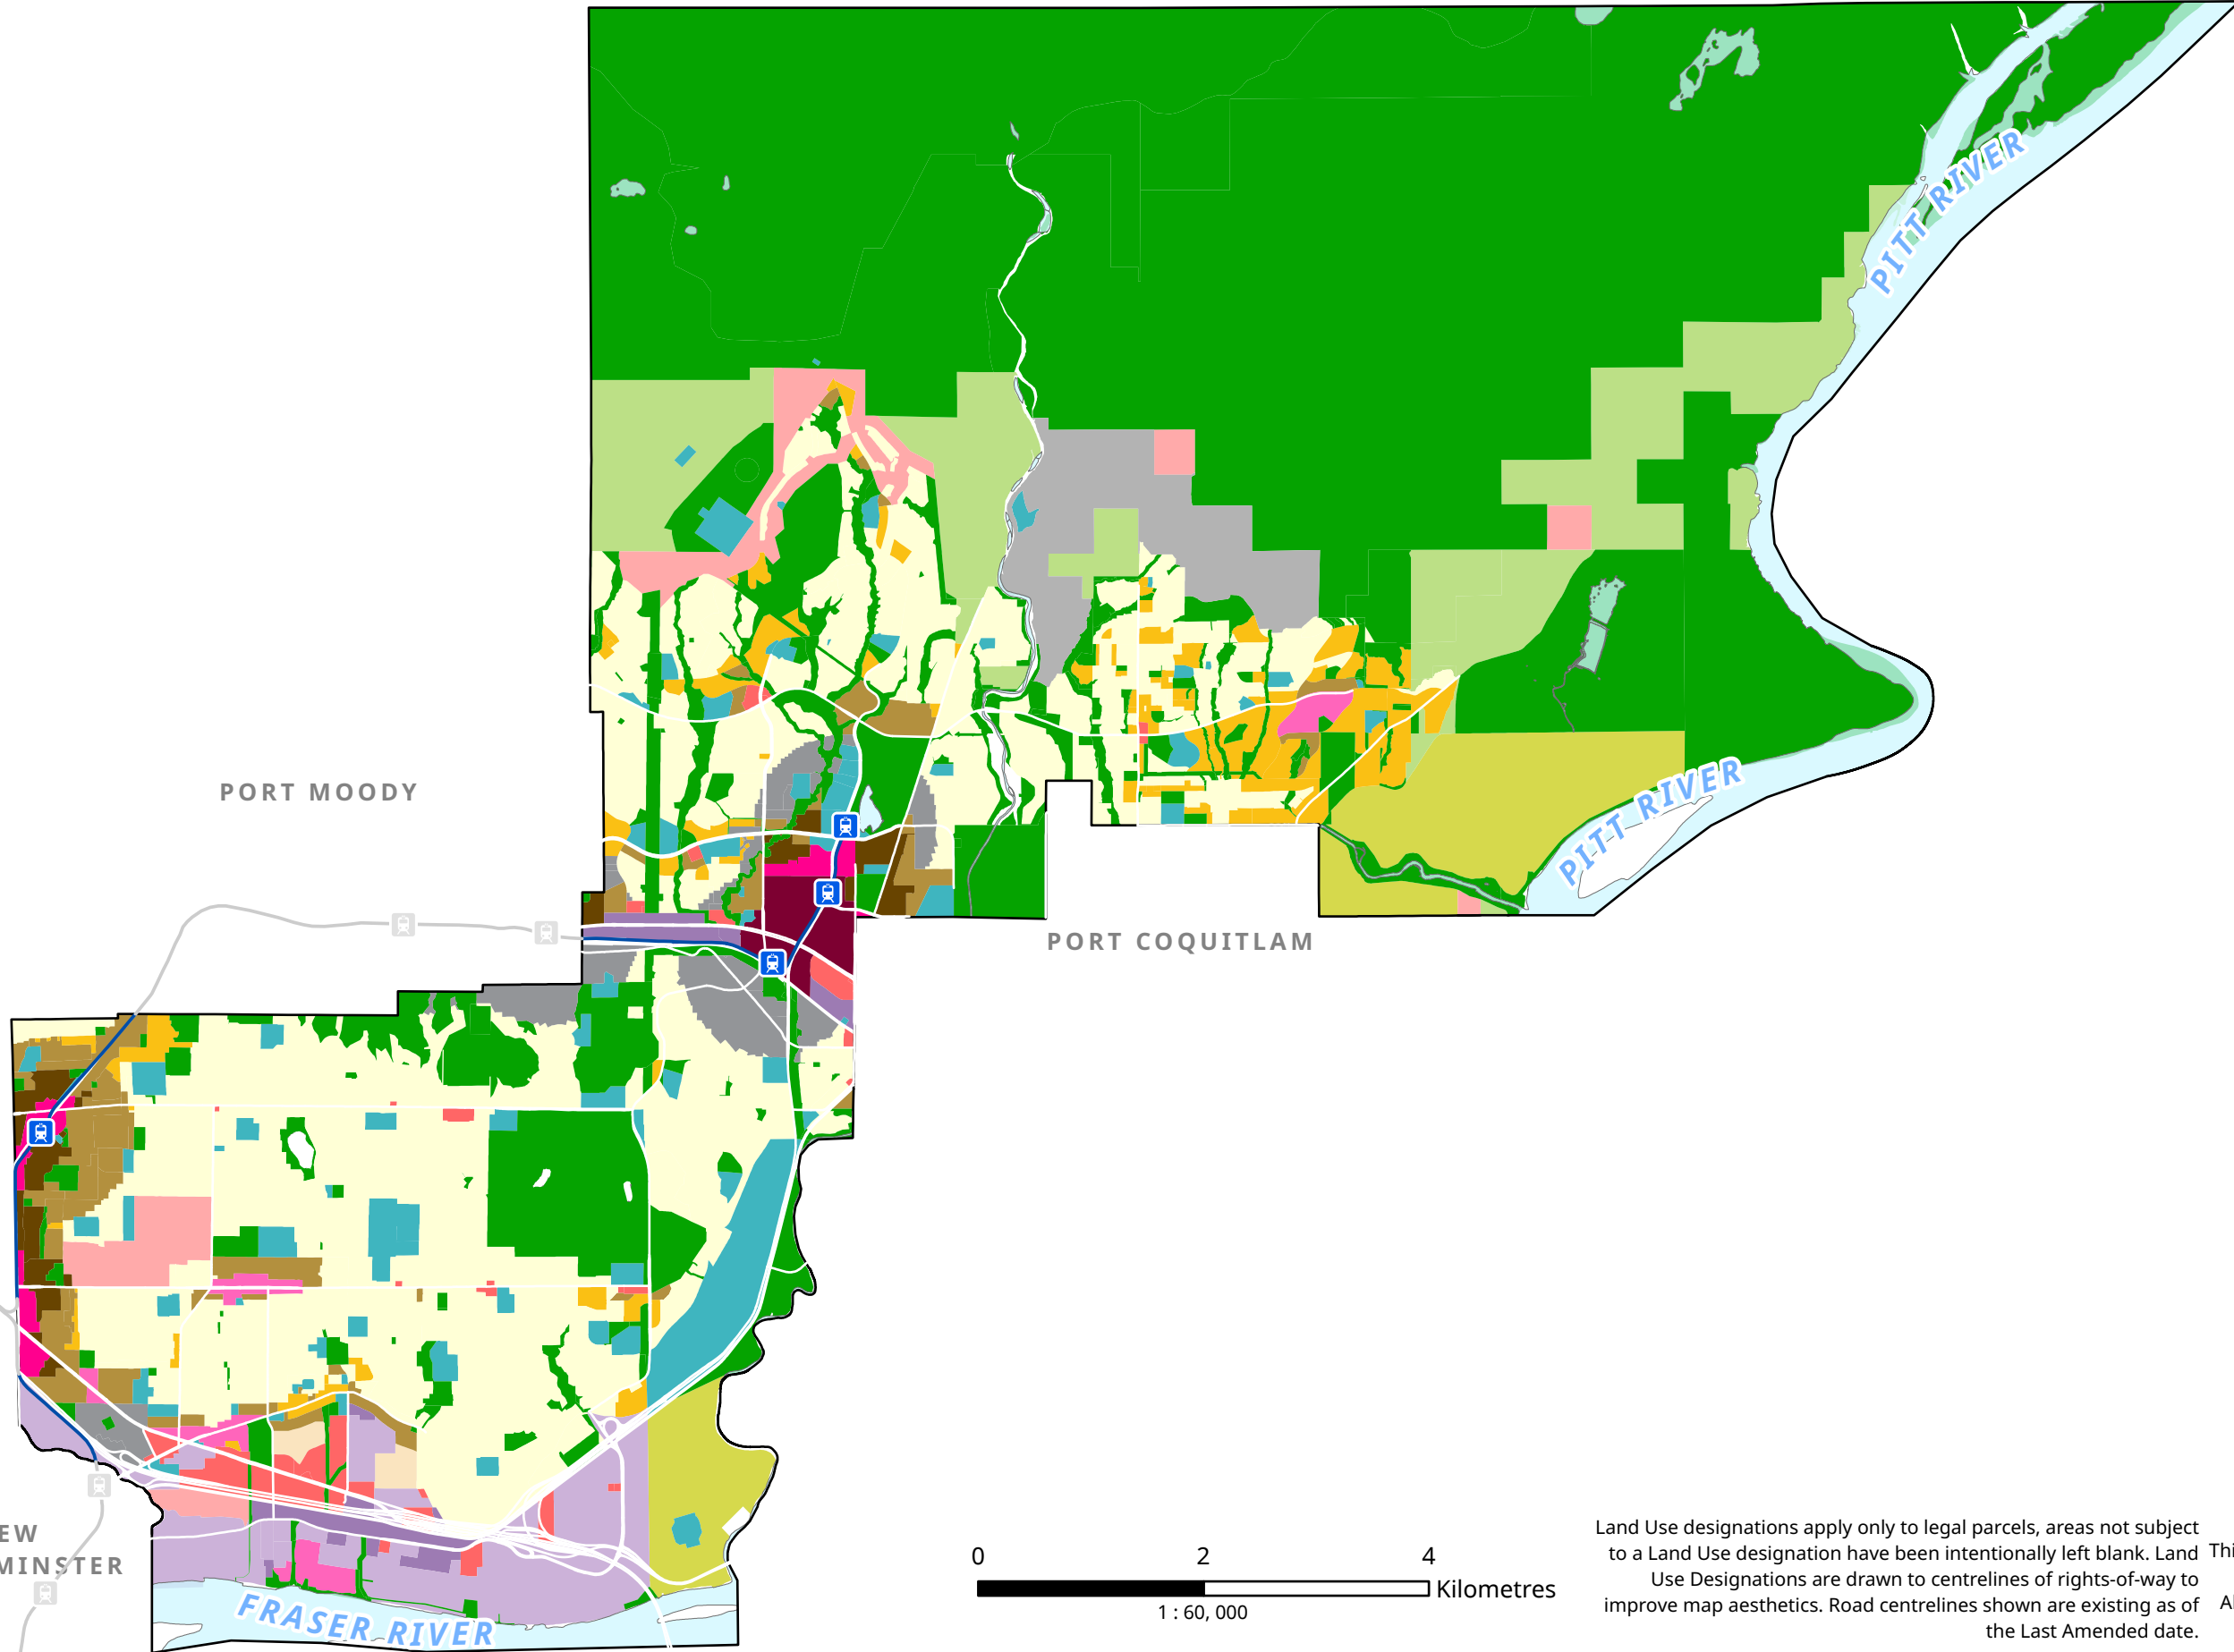 PITT RIVER
PORT MOODY
PITT RIVER
PORT COQUITLAM
EW
MINSTER
FRASER RIVER
0 2 4
Kilometres
1 : 60, 000
Land Use designations apply only to legal parcels, areas not subject
to a Land Use designation have been intentionally left blank. Land
Use Designations are drawn to centrelines of rights-of-way to
improve map aesthetics. Road centrelines shown are existing as of
the Last Amended date.